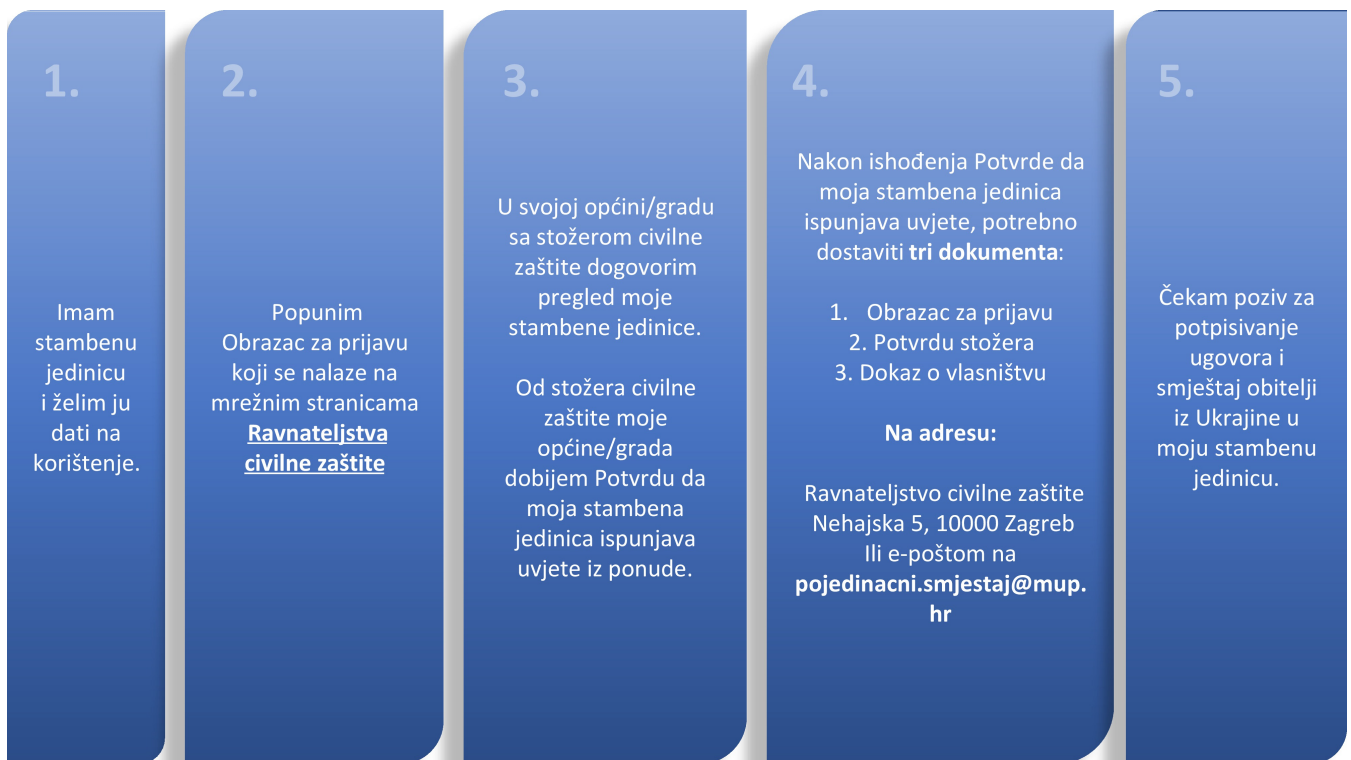 1.
Imam
stambenu
jedinicu
i želim ju
dati na
korištenje.
2.
Popunim
Obrazac za prijavu
koji se nalaze na
mrežnim stranicama
Ravnateljstva
civilne zaštite
3.
U svojoj općini/gradu
sa stožerom civilne
zaštite dogovorim
pregled moje
stambene jedinice.
Od stožera civilne
zaštite moje
općine/grada
dobijem Potvrdu da
moja stambena
jedinica ispunjava
uvjete iz ponude.
4.
Nakon ishođenja Potvrde da
moja stambena jedinica
ispunjava uvjete, potrebno
dostaviti tri dokumenta:
1. Obrazac za prijavu
2. Potvrdu stožera
3. Dokaz o vlasništvu
Na adresu:
Ravnateljstvo civilne zaštite
Nehajska 5, 10000 Zagreb
Ili e-poštom na
pojedinacni.smjestaj@mup.
hr
5.
Čekam poziv za
potpisivanje
ugovora i
smještaj obitelji
iz Ukrajine u
moju stambenu
jedinicu.